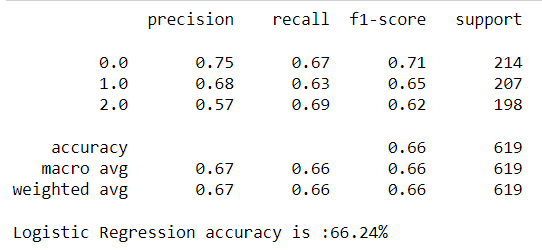 precision recall f1-score support
0.0 0.75 0.67 0.71 214
1.0 0.68 0.63 0.65 207
2.0 0.57 0.69 0.62 198
accuracy 0.66 619
macro avg 0.67 0.66 0.66 619
weighted avg 0.67 0.66 0.66 619
Logistic Regression accuracy is :66.24%